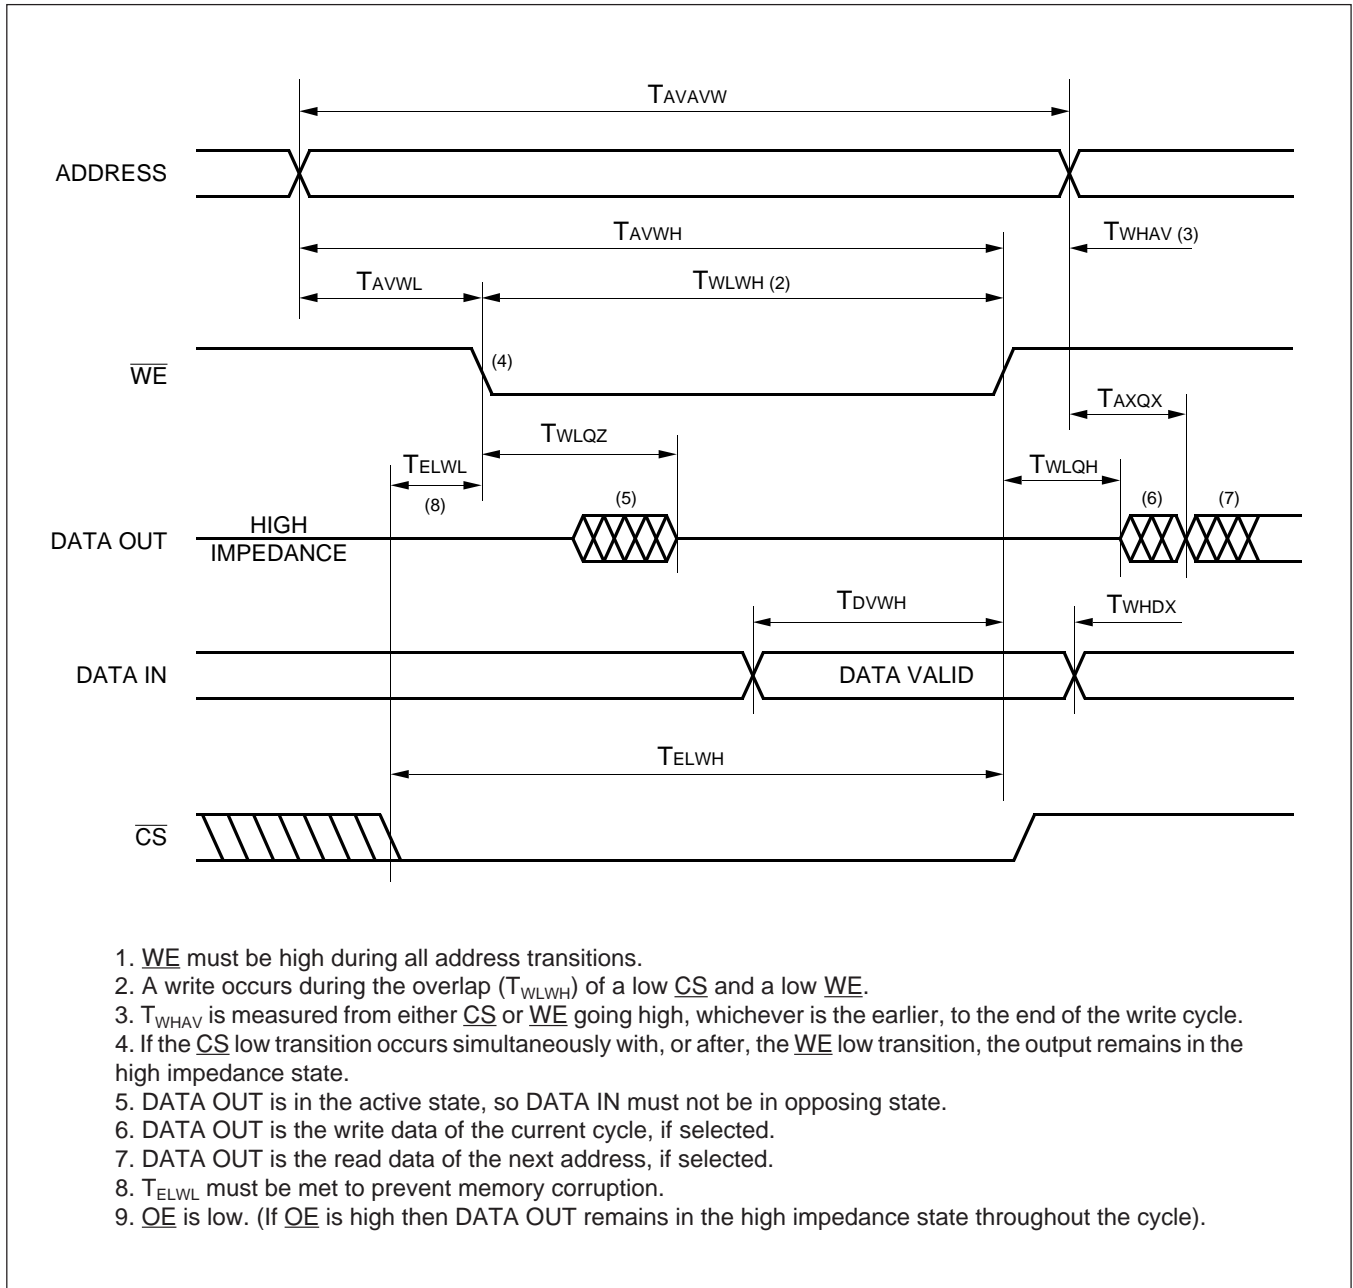 TAVAVW
ADDRESS
TAVWH
TWHAV (3)
TAVWL
TWLWH (2)
WE
(4)
TAXQX
TWLQZ
TELWL
TWLQH
(8)
(5)
(6)
(7)
DATA OUT
HIGH
IMPEDANCE
TDVWH
TWHDX
DATA IN
DATA VALID
TELWH
CS
1. WE must be high during all address transitions.
2. A write occurs during the overlap (TWLWH) of a low CS and a low WE.
3. TWHAV is measured from either CS or WE going high, whichever is the earlier, to the end of the write cycle.
4. If the CS low transition occurs simultaneously with, or after, the WE low transition, the output remains in the
high impedance state.
5. DATA OUT is in the active state, so DATA IN must not be in opposing state.
6. DATA OUT is the write data of the current cycle, if selected.
7. DATA OUT is the read data of the next address, if selected.
8. TELWL must be met to prevent memory corruption.
9. OE is low. (If OE is high then DATA OUT remains in the high impedance state throughout the cycle).